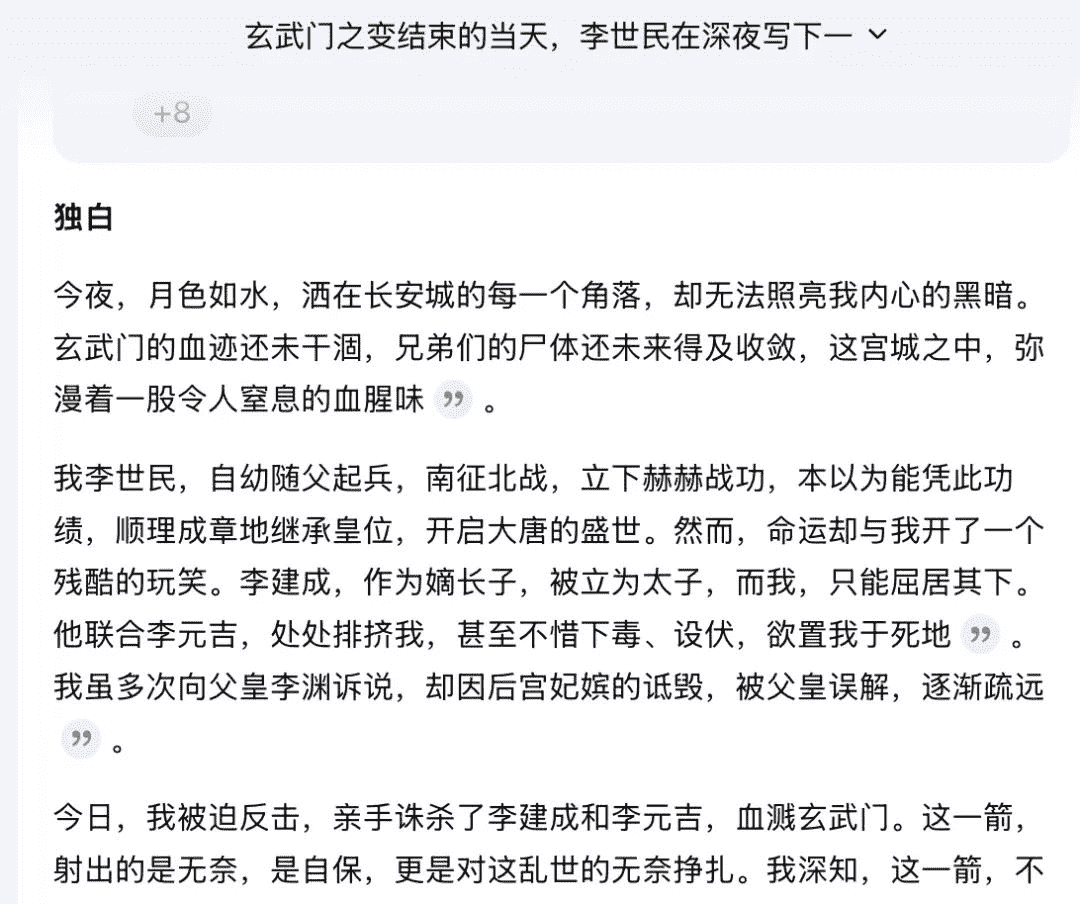 玄武门之变结束的当天，李世民在深夜写下一
+8
独白
今夜，月色如水，洒在长安城的每一个角落，却无法照亮我内心的黑暗。
玄武门的血迹还未干涸，兄弟们的尸体还未来得及收敛，这宫城之中，弥
漫着一股令人窒息的血腥味 ” 。
我李世民，自幼随父起兵，南征北战，立下赫赫战功，本以为能凭此功
绩，顺理成章地继承皇位，开启大唐的盛世。然而，命运却与我开了一个
残酷的玩笑。李建成，作为嫡长子，被立为太子，而我，只能屈居其下。
他联合李元吉，处处排挤我，甚至不惜下毒、设伏，欲置我于死地 ” 。
我虽多次向父皇李渊诉说，却因后宫妃嫔的诋毁，被父皇误解，逐渐疏远
” 。
今日，我被迫反击，亲手诛杀了李建成和李元吉，血溅玄武门。这一箭，
射出的是无奈，是自保，更是对这乱世的无奈挣扎。我深知，这一箭，不